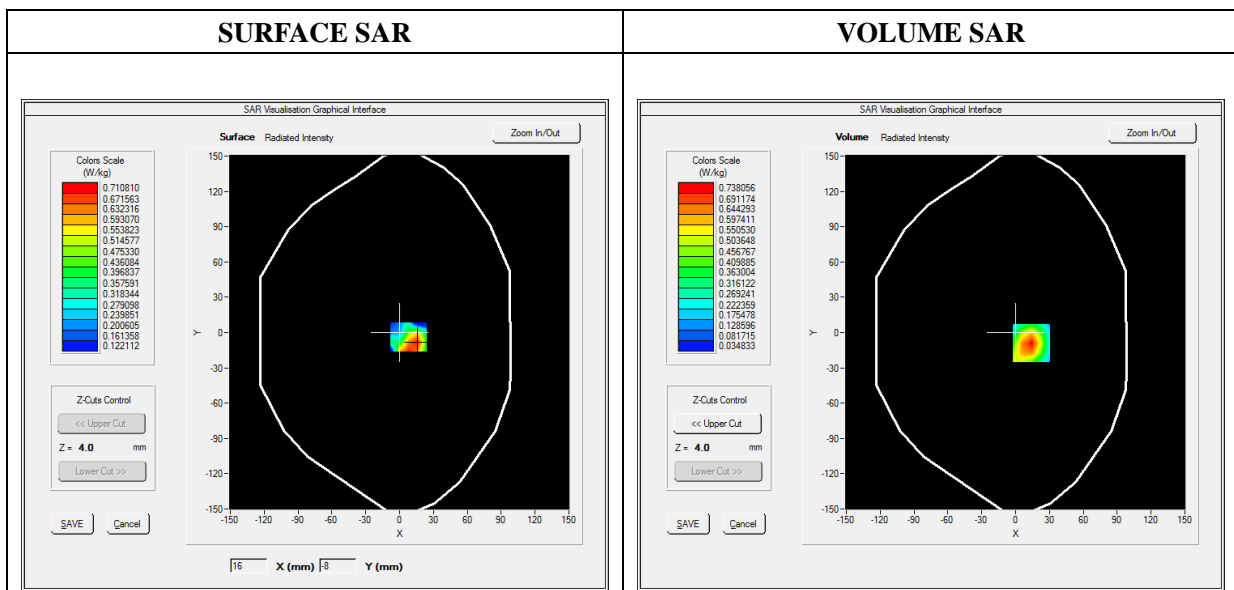 SURFACE SAR
VOLUME SAR
SAR Visualisation Graphical Interface
Surface Radiated Intensity
Zoom In/Out
Colors Scale
(W/kg)
0.710810
0.671563
0.632316
0.593070
0.553823
0.514577
0.475330
0.436084
0.396837
0.357591
0.318344
0.279098
0.239851
0.200605
0.161358
0.122112
Z-Cuts Control
<< Upper Cut
Z = 4.0 mm
Lower Cut >>
SAVE Cancel
150
120
90
60
30
0
-30
-60
-90
-120
-150
Y
-150 -120 -90 -60 -30 0 30 60 90 120 150
X
16 X (mm) -8 Y (mm)
SAR Visualisation Graphical Interface
Volume Radiated Intensity
Zoom In/Out
Colors Scale
(W/kg)
0.738056
0.691174
0.644293
0.597411
0.550530
0.503648
0.456767
0.409885
0.363004
0.316122
0.269241
0.222359
0.175478
0.128596
0.081715
0.034833
Z-Cuts Control
<< Upper Cut
Z = 4.0 mm
Lower Cut >>
SAVE Cancel
150
120
90
60
30
0
-30
-60
-90
-120
-150
Y
-150 -120 -90 -60 -30 0 30 60 90 120 150
X